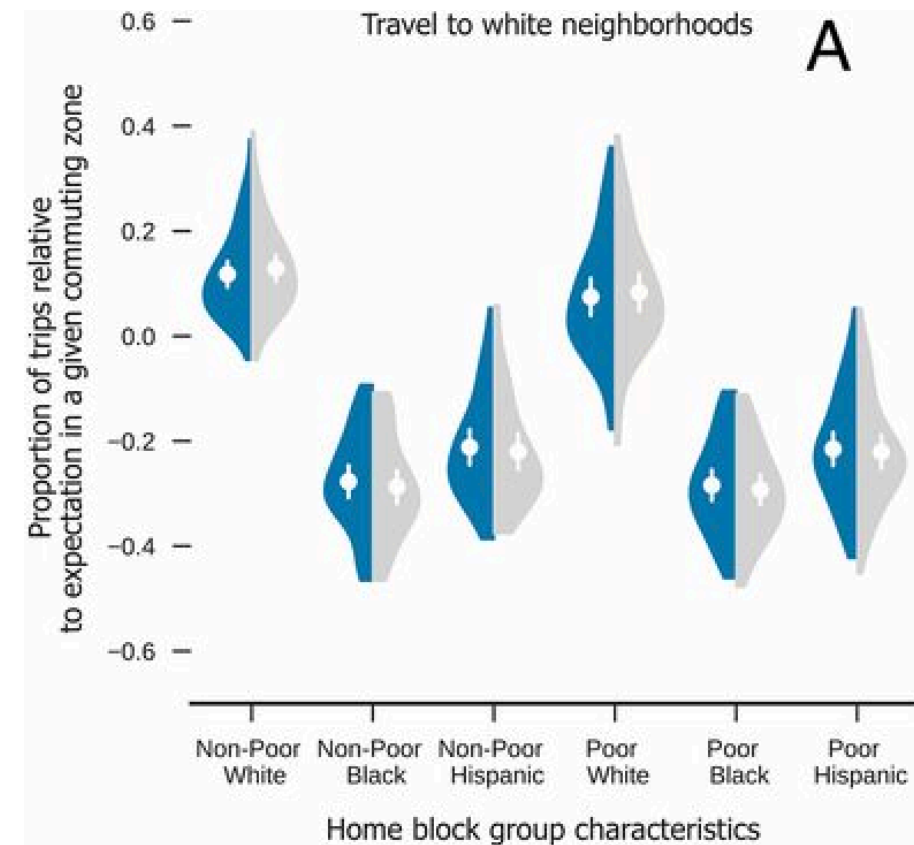 Travel to white neighborhoods
A
Proportion of trips relative
to expectation in a given commuting zone
0.6
0.4
0.2
0.0
−0.2
−0.4
−0.6
Non-Poor White
Non-Poor Black
Non-Poor Hispanic
Poor White
Poor Black
Poor Hispanic
Home block group characteristics